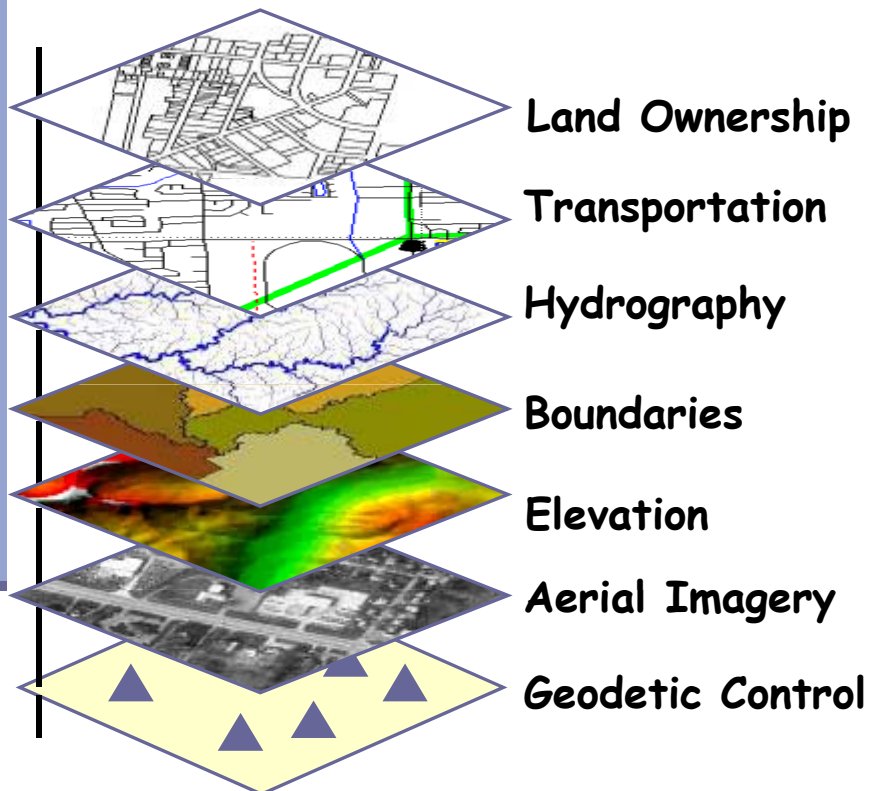 Land Ownership
Transportation
Hydrography
Boundaries
Elevation
Aerial Imagery
Geodetic Control